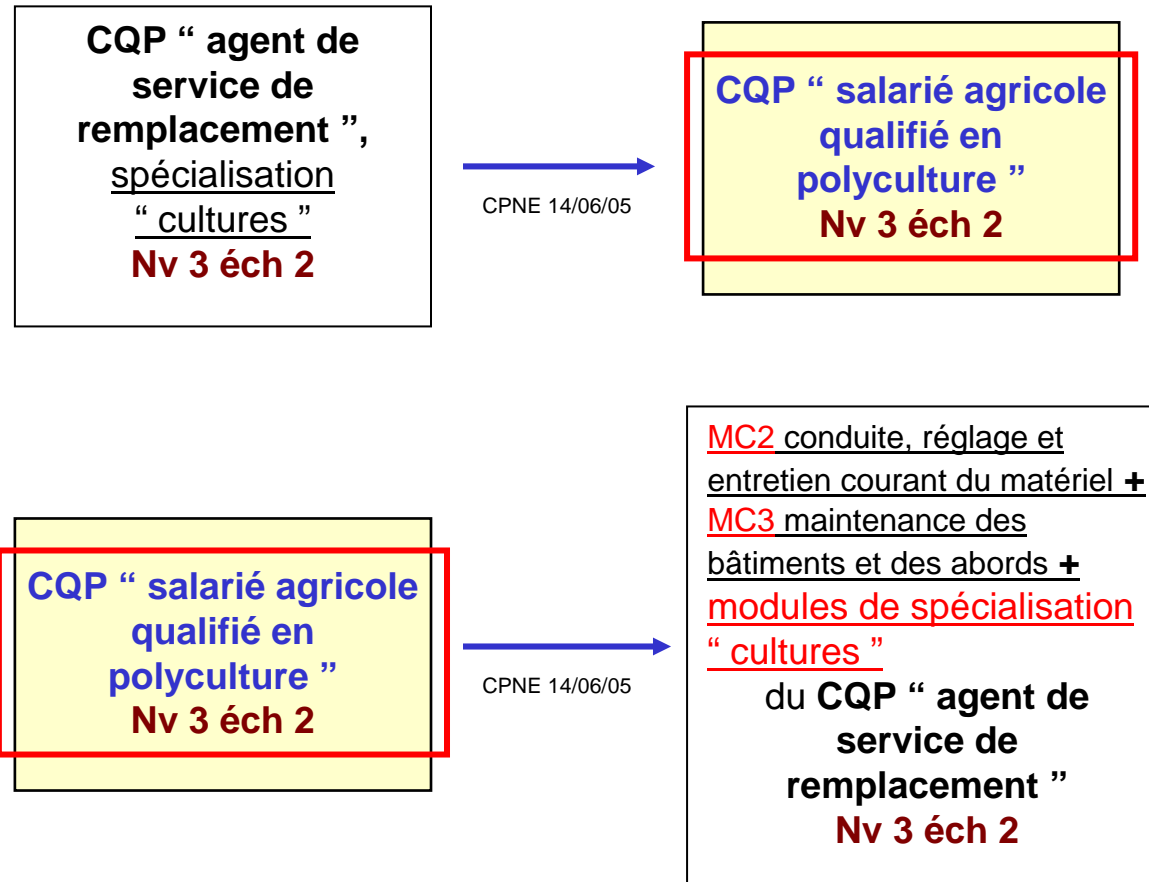 CQP “ agent de
service de
remplacement ”,
spécialisation
“ cultures ”
Nv 3 éch 2
CPNE 14/06/05
CQP “ salarié agricole
qualifié en
polyculture ”
Nv 3 éch 2
CQP “ salarié agricole
qualifié en
polyculture ”
Nv 3 éch 2
CPNE 14/06/05
MC2 conduite, réglage et
entretien courant du matériel +
MC3 maintenance des
bâtiments et des abords +
modules de spécialisation
“ cultures ”
du CQP “ agent de
service de
remplacement ”
Nv 3 éch 2